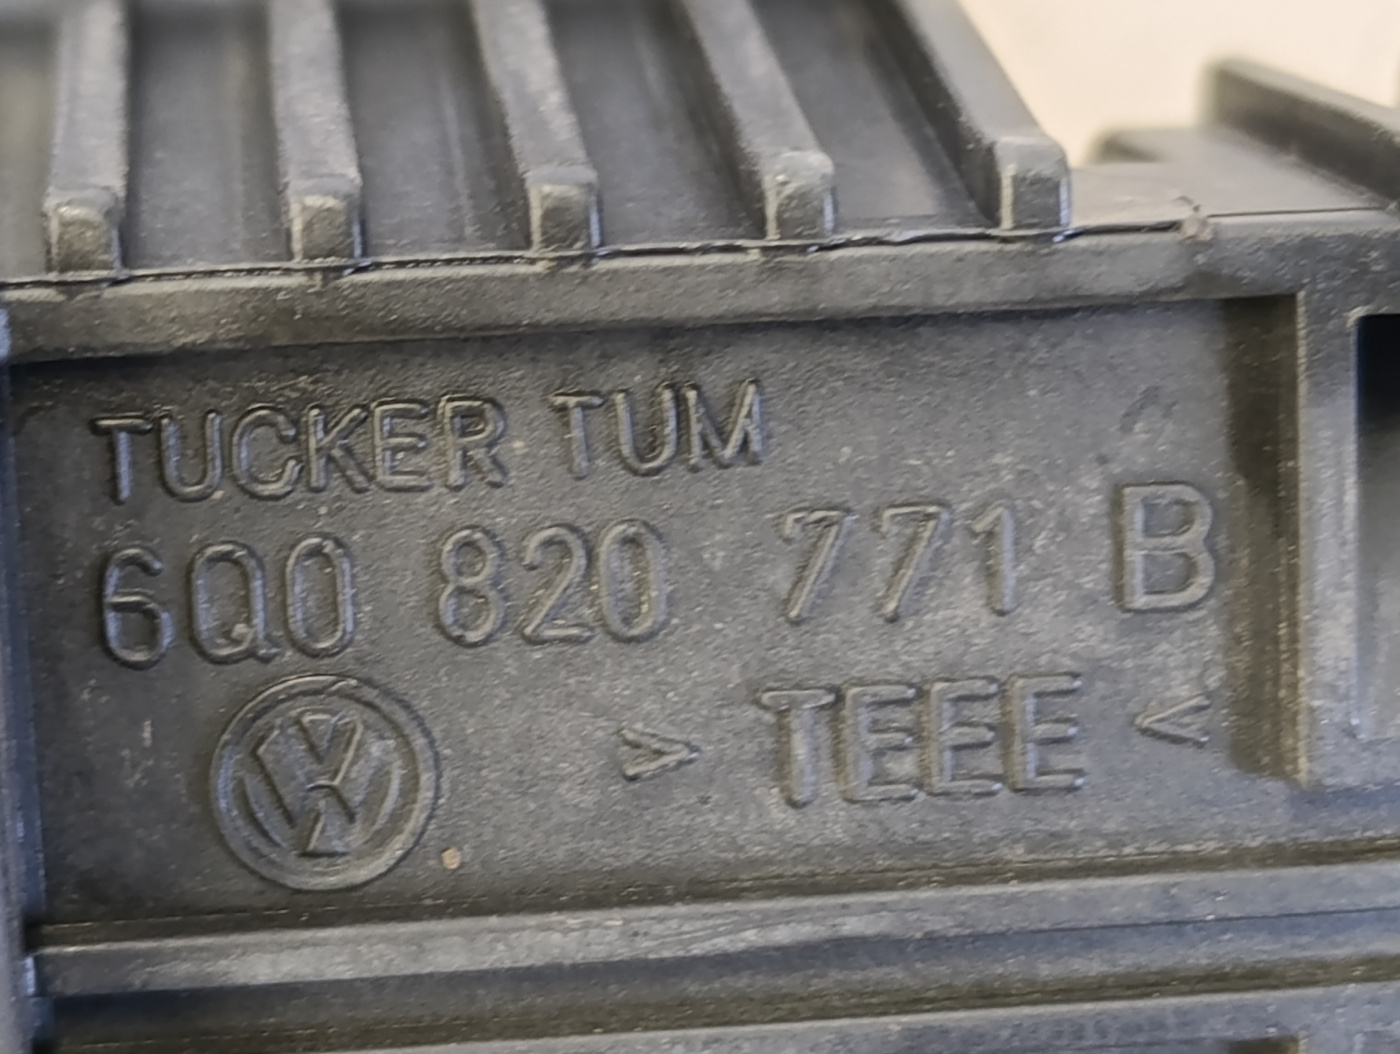 TUCKER TUM
6Q0 820 771 B
> TEEE <